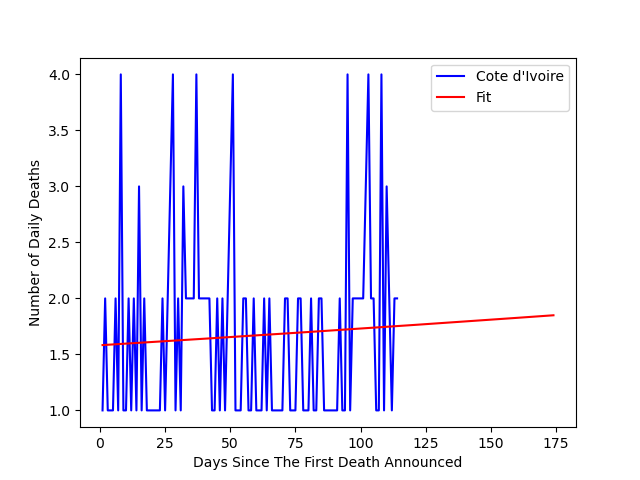 4.0
3.5
3.0
2.5
2.0
1.5
1.0
Number of Daily Deaths
Cote d'Ivoire
Fit
0 25 50 75 100 125 150 175
Days Since The First Death Announced